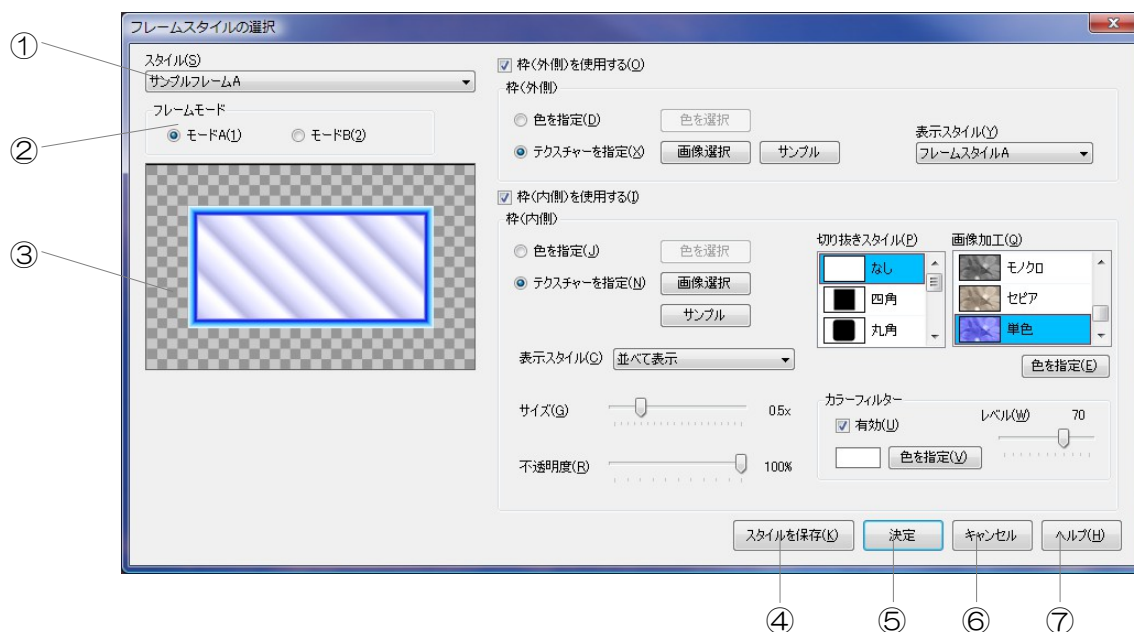 フレームスタイルの選択
①
スタイル(S)
サンプルフレームA
②
フレームモード
モードA(1) モードB(2)
③
枠(外側)を使用する(O)
枠(外側)
色を指定(D) 色を選択
テクスチャーを指定(X) 画像選択 サンプル
表示スタイル(Y)
フレームスタイルA
枠(内側)を使用する(I)
枠(内側)
色を指定(J) 色を選択
テクスチャーを指定(N) 画像選択
サンプル
切り抜きスタイル(P)
なし
四角
丸角
画像加工(Q)
モノクロ
セピア
単色
色を指定(E)
表示スタイル(C) 並べて表示
サイズ(G) 0.5x
不透明度(R) 100%
カラーフィルター
有効(U)
レベル(W) 70
色を指定(V)
スタイルを保存(K) 決定 キャンセル ヘルプ(H)
④ ⑤ ⑥ ⑦